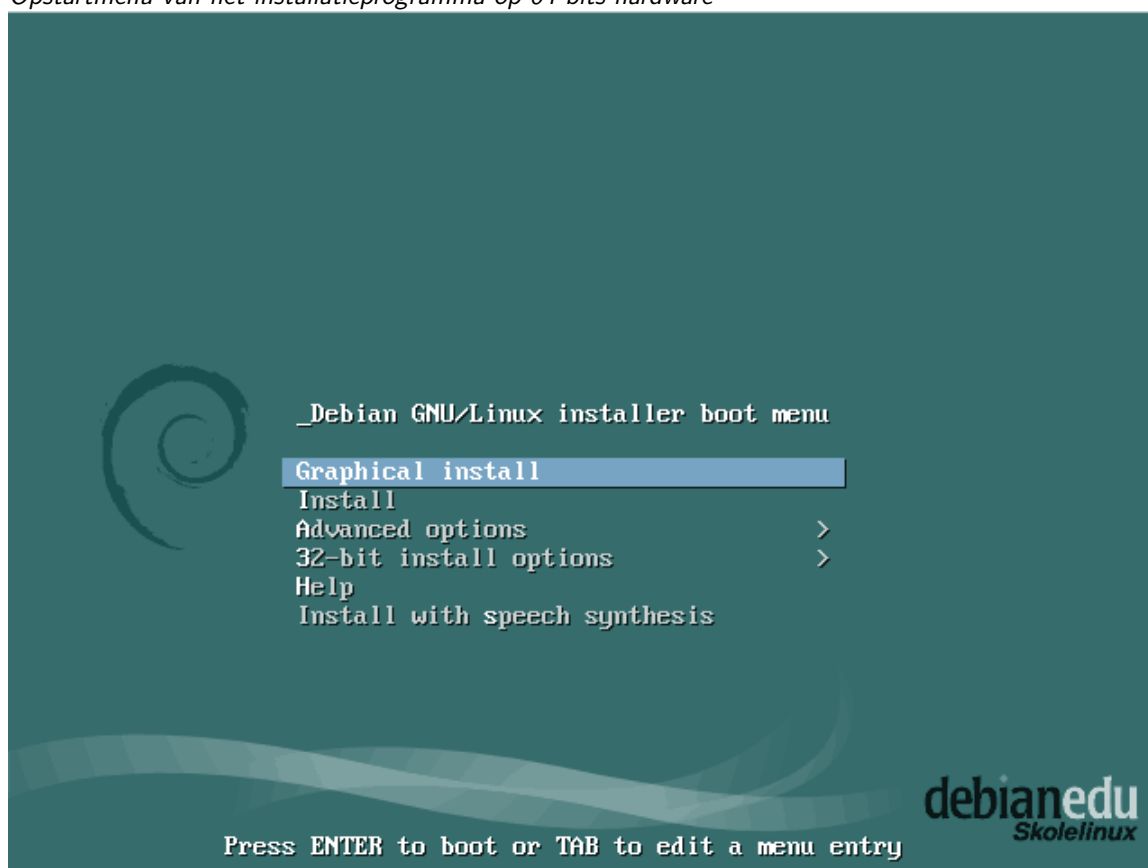 Opstartmenu van het installatieprogramma op 64-bits hardware
_Debian GNU/Linux installer boot menu
Graphical install
Install
Advanced options >
32-bit install options >
Help
Install with speech synthesis
debianedu
Skolelinux
Press ENTER to boot or TAB to edit a menu entry